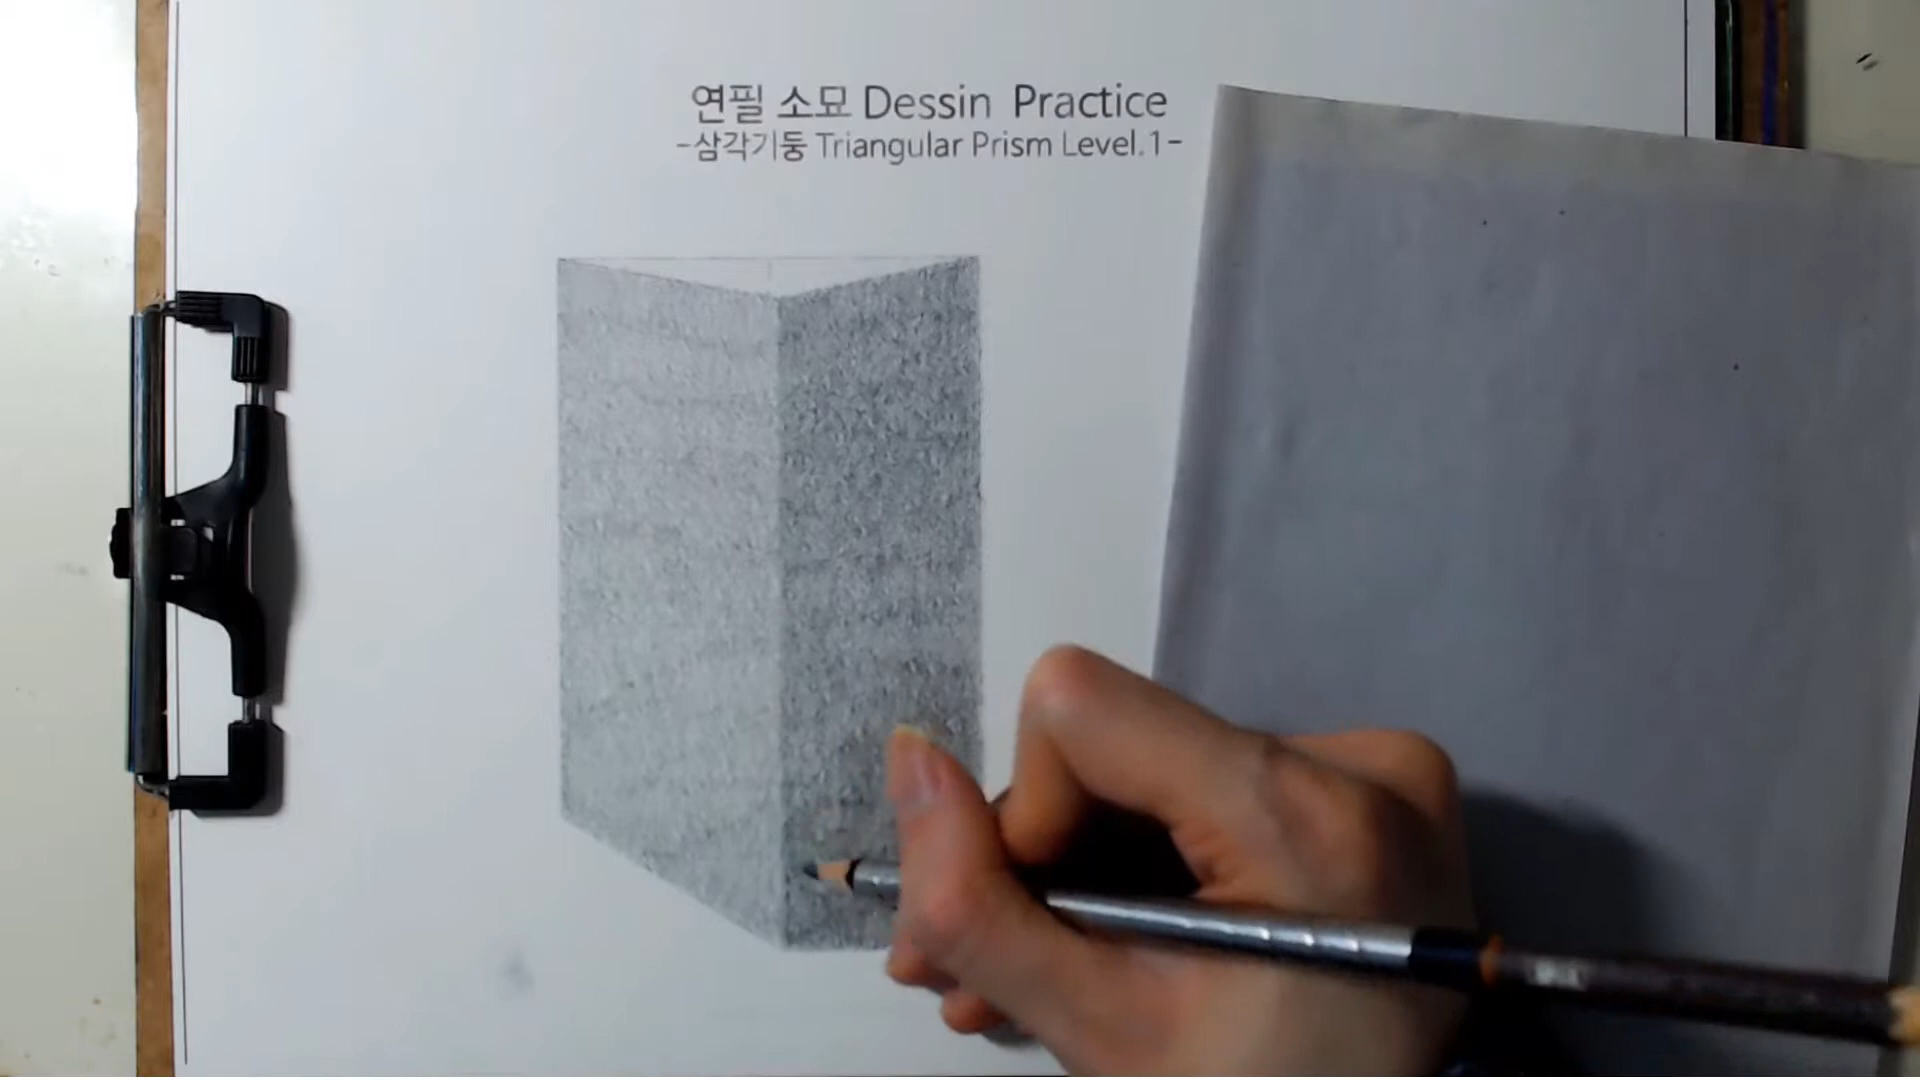 연필 소묘 Dessin Practice
-삼각기둥 Triangular Prism Level.1-